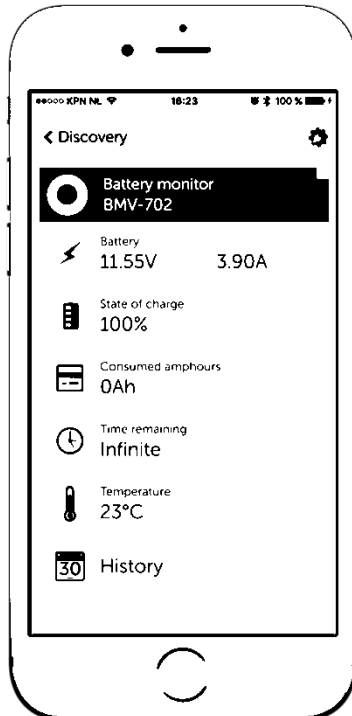 ●●○○○ KPN NL 16:23 100 %
< Discovery
Battery monitor
BMV-702
Battery
11.55V 3.90A
State of charge
100%
Consumed amphours
0Ah
Time remaining
Infinite
Temperature
23°C
30 History